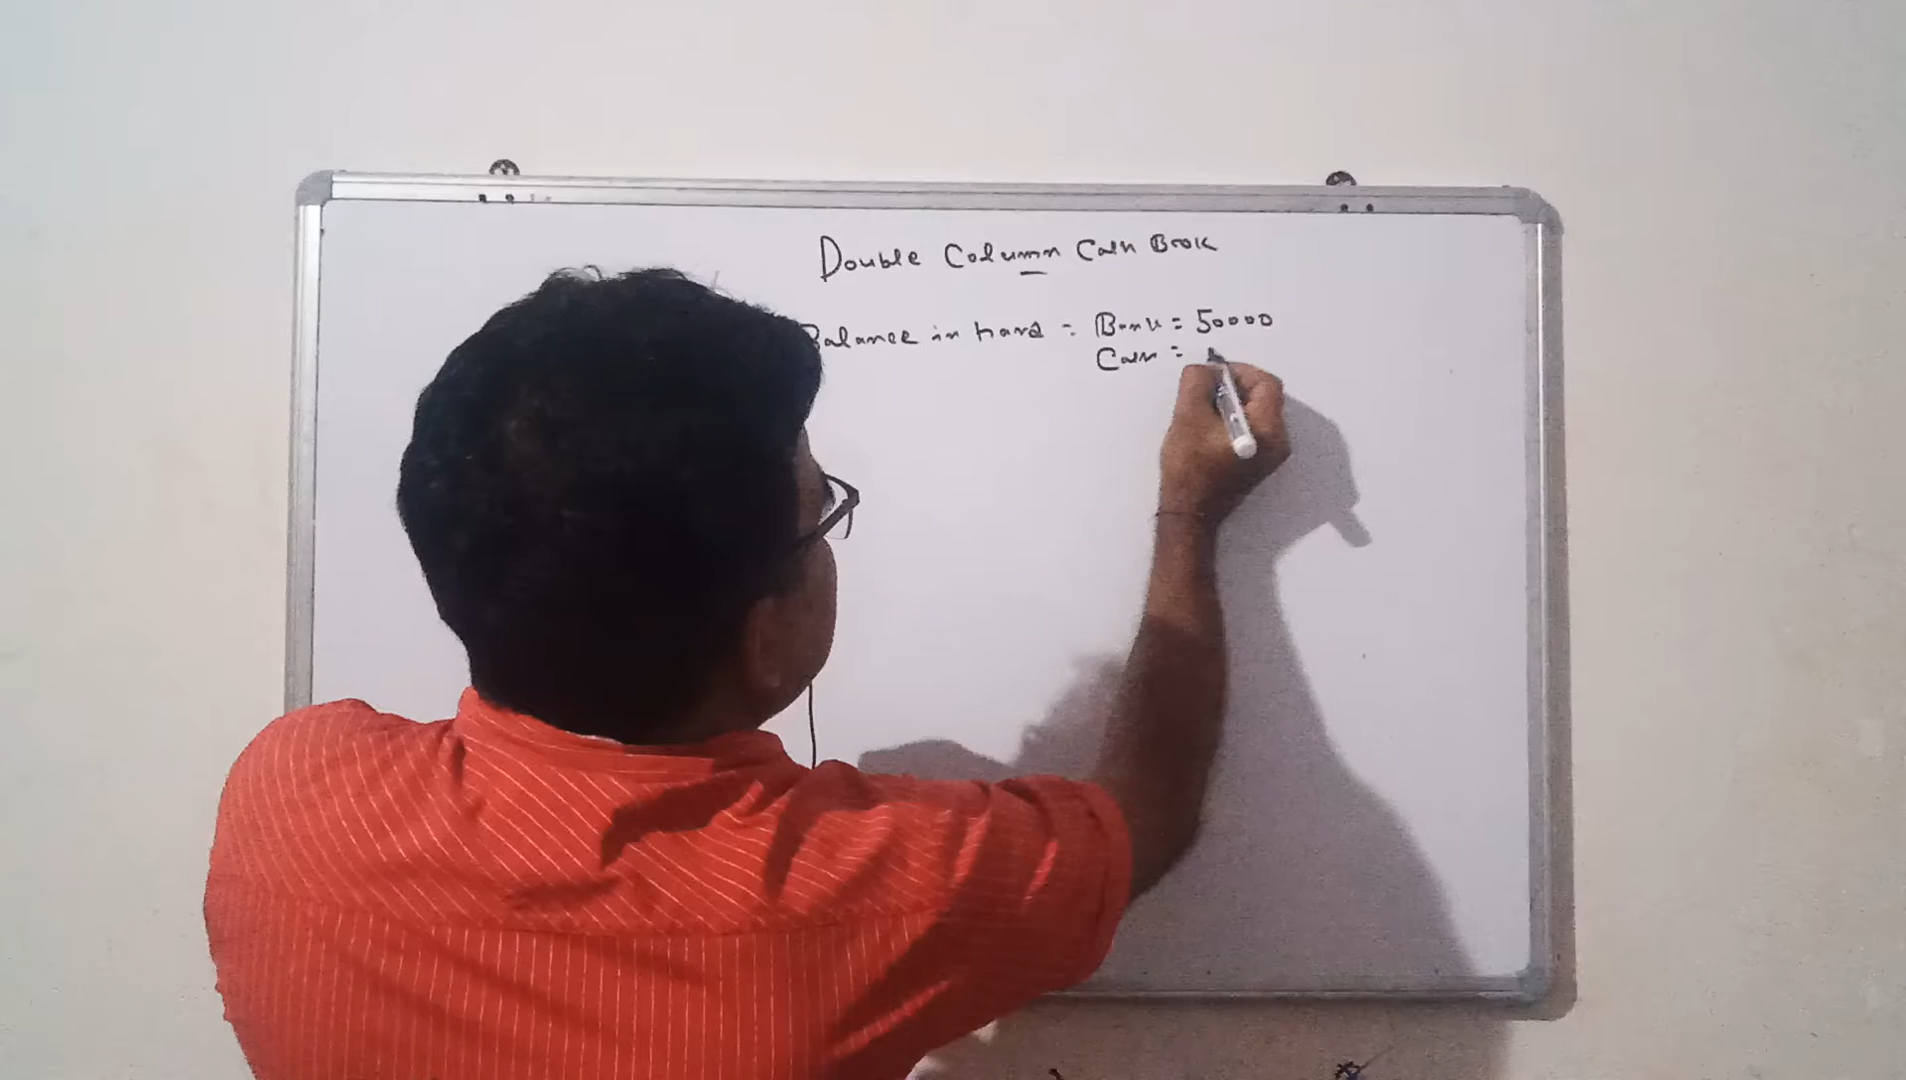 Double Column Cash Book
Balance in hand = Bank = 50000
Cash =